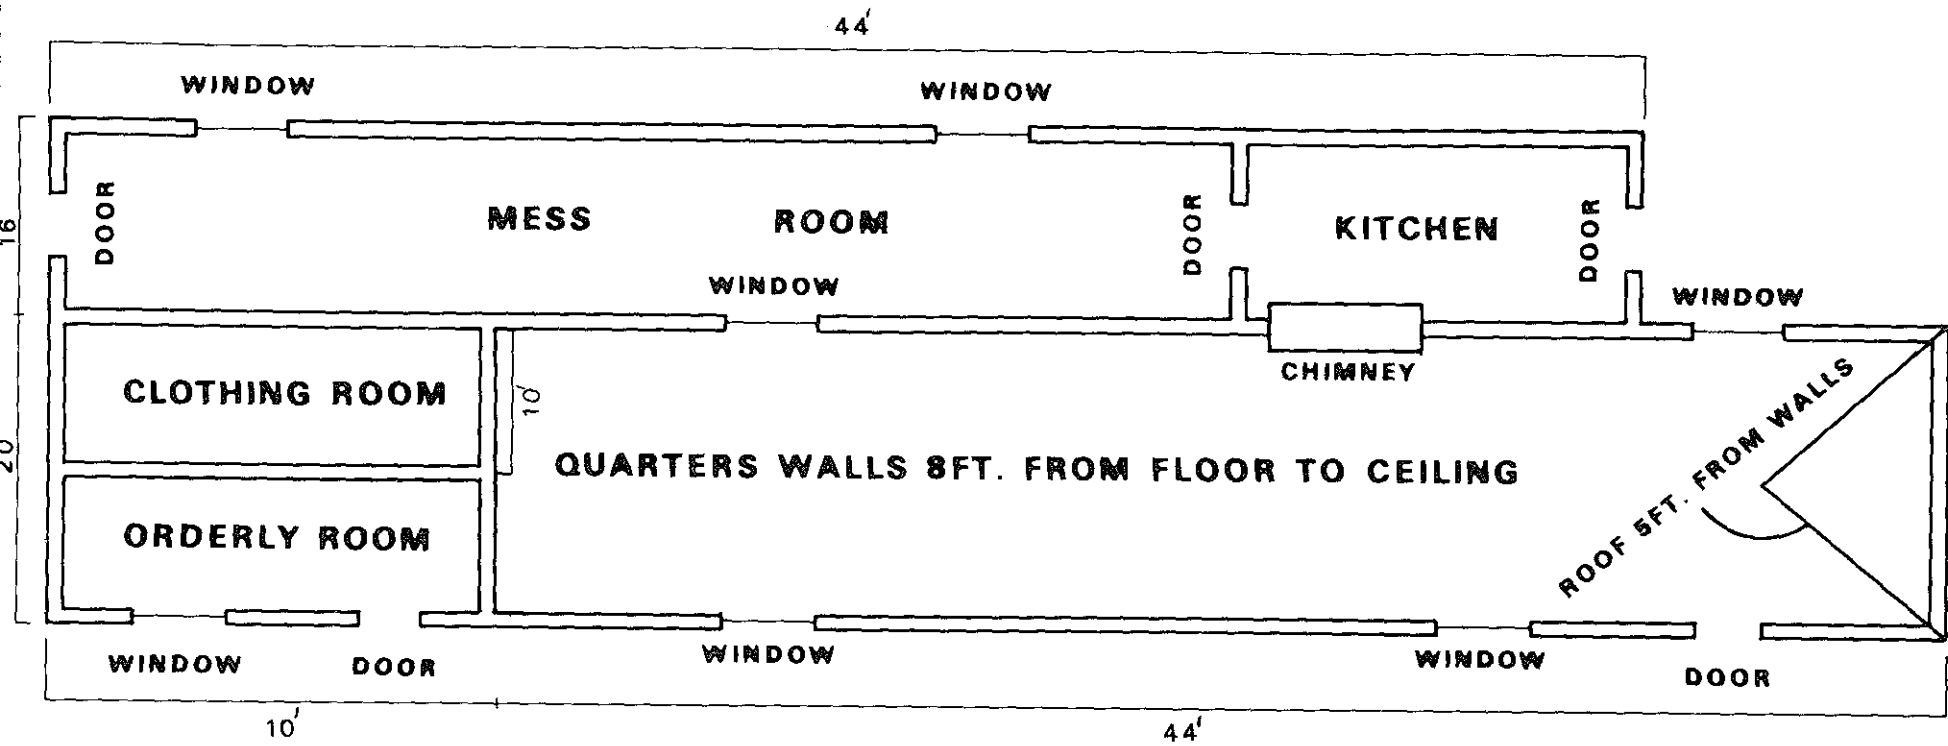 44'
WINDOW WINDOW
DOOR
16
MESS ROOM
DOOR
KITCHEN
DOOR
WINDOW
WINDOW
CHIMNEY
CLOTHING ROOM
10'
QUARTERS WALLS 8FT. FROM FLOOR TO CEILING
ROOF 5FT. FROM WALLS
20
ORDERLY ROOM
WINDOW DOOR WINDOW WINDOW DOOR
10' 44'